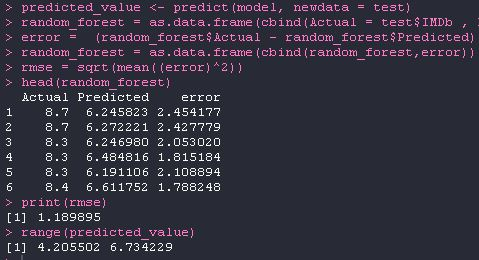 > predicted_value <- predict(model, newdata = test)
> random_forest = as.data.frame(cbind(Actual = test$IMDb ,
> error =  (random_forest$Actual - random_forest$Predicted)
> random_forest = as.data.frame(cbind(random_forest,error))
> rmse = sqrt(mean((error)^2))
> head(random_forest)
  Actual Predicted    error
1    8.7  6.245823 2.454177
2    8.7  6.272221 2.427779
3    8.3  6.246980 2.053020
4    8.3  6.484816 1.815184
5    8.3  6.191106 2.108894
6    8.4  6.611752 1.788248
> print(rmse)
[1] 1.189895
> range(predicted_value)
[1] 4.205502 6.734229
>